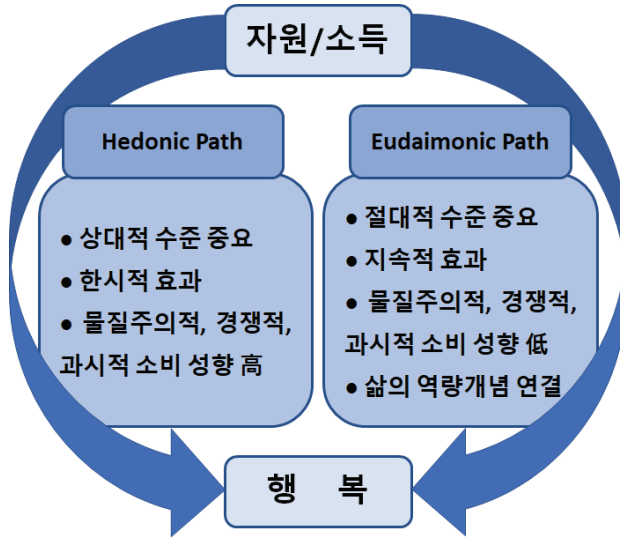 자원/소득
Hedonic Path
● 상대적 수준 중요
● 한시적 효과
● 물질주의적, 경쟁적,
과시적 소비 성향 高
Eudaimonic Path
● 절대적 수준 중요
● 지속적 효과
● 물질주의적, 경쟁적,
과시적 소비 성향 低
● 삶의 역량개념 연결
행 복